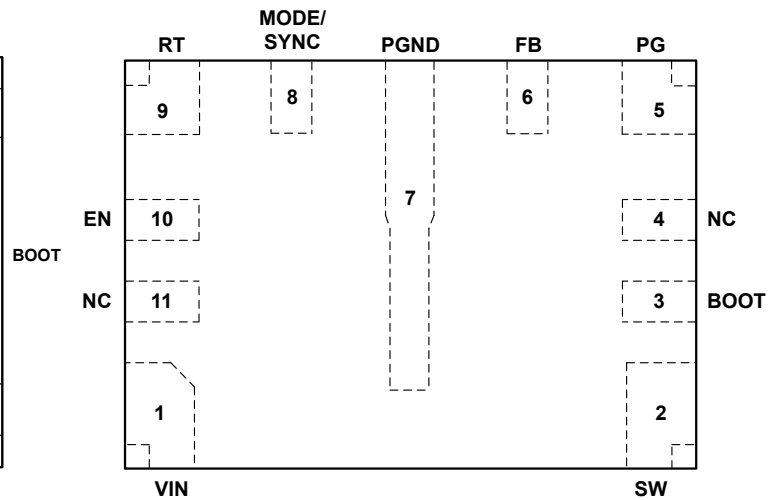 MODE/
RT SYNC PGND FB PG
9 8 6 5
7
EN 10 4 NC
BOOT
NC 11 3 BOOT
1 2
VIN SW